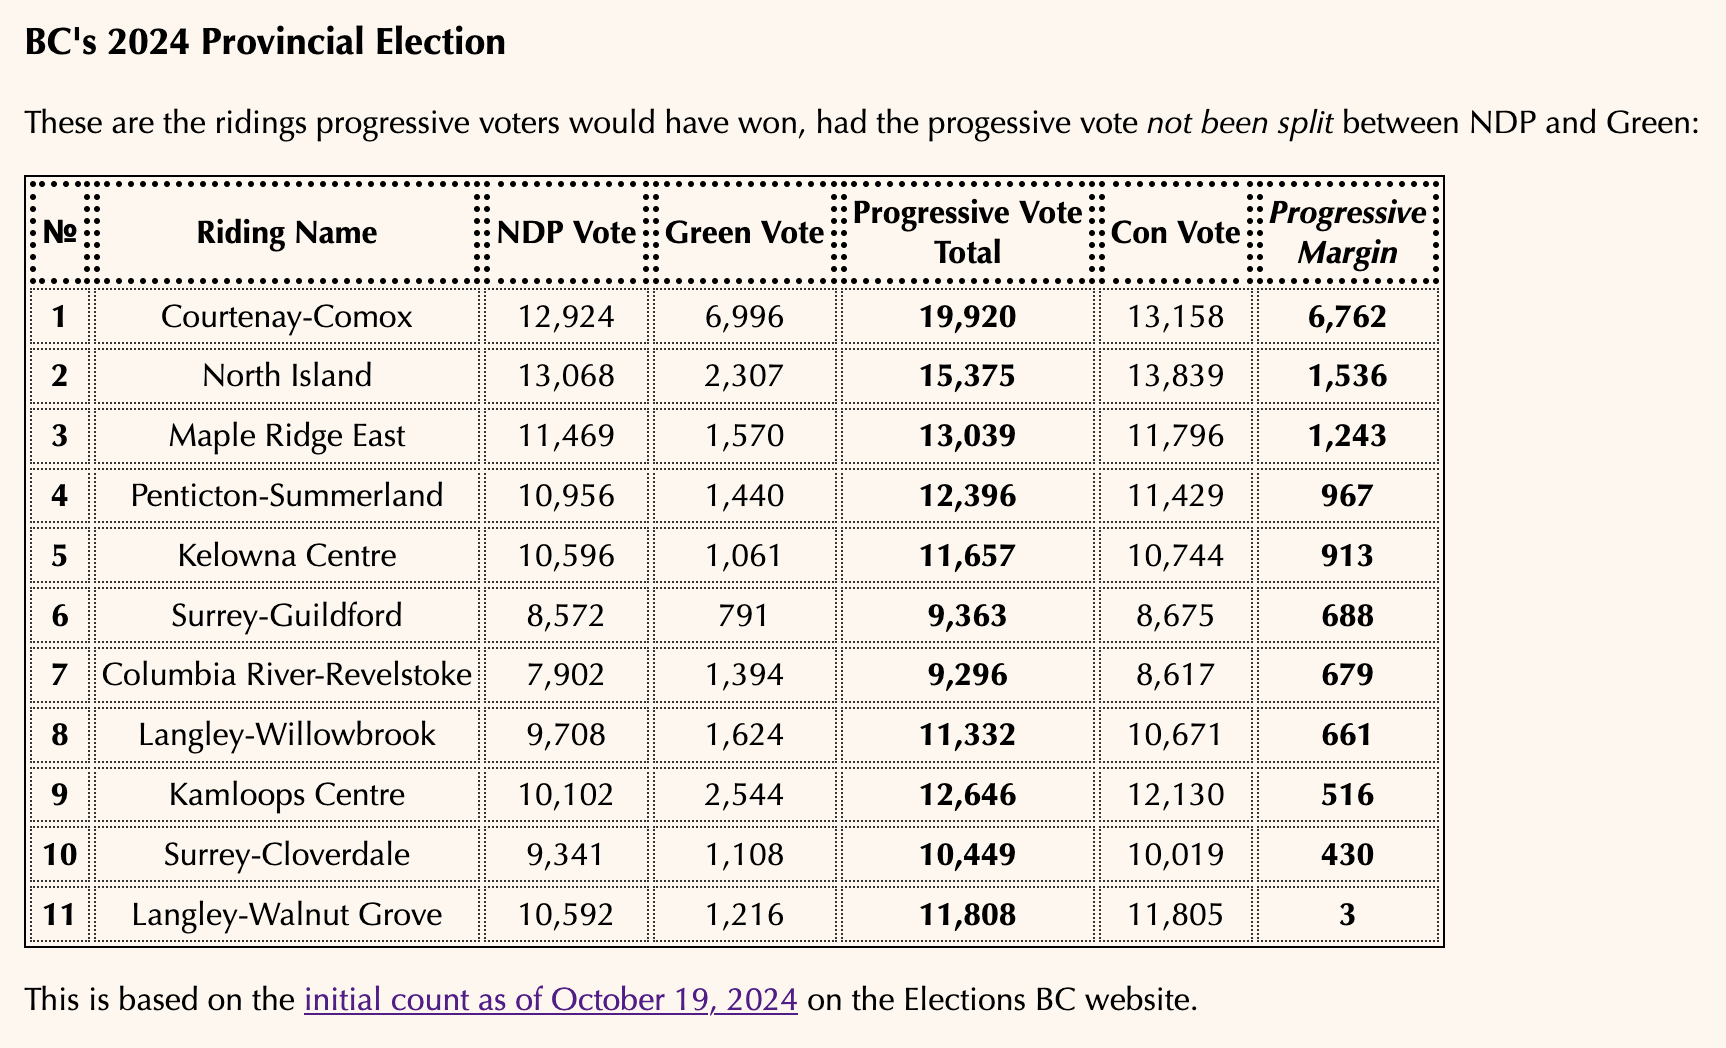 BC's 2024 Provincial Election
These are the ridings progressive voters would have won, had the progessive vote not been split between NDP and Green:
№ Riding Name NDP Vote Green Vote Progressive Vote Total Con Vote Progressive Margin
1 Courtenay-Comox 12,924 6,996 19,920 13,158 6,762
2 North Island 13,068 2,307 15,375 13,839 1,536
3 Maple Ridge East 11,469 1,570 13,039 11,796 1,243
4 Penticton-Summerland 10,956 1,440 12,396 11,429 967
5 Kelowna Centre 10,596 1,061 11,657 10,744 913
6 Surrey-Guildford 8,572 791 9,363 8,675 688
7 Columbia River-Revelstoke 7,902 1,394 9,296 8,617 679
8 Langley-Willowbrook 9,708 1,624 11,332 10,671 661
9 Kamloops Centre 10,102 2,544 12,646 12,130 516
10 Surrey-Cloverdale 9,341 1,108 10,449 10,019 430
11 Langley-Walnut Grove 10,592 1,216 11,808 11,805 3
This is based on the initial count as of October 19, 2024 on the Elections BC website.